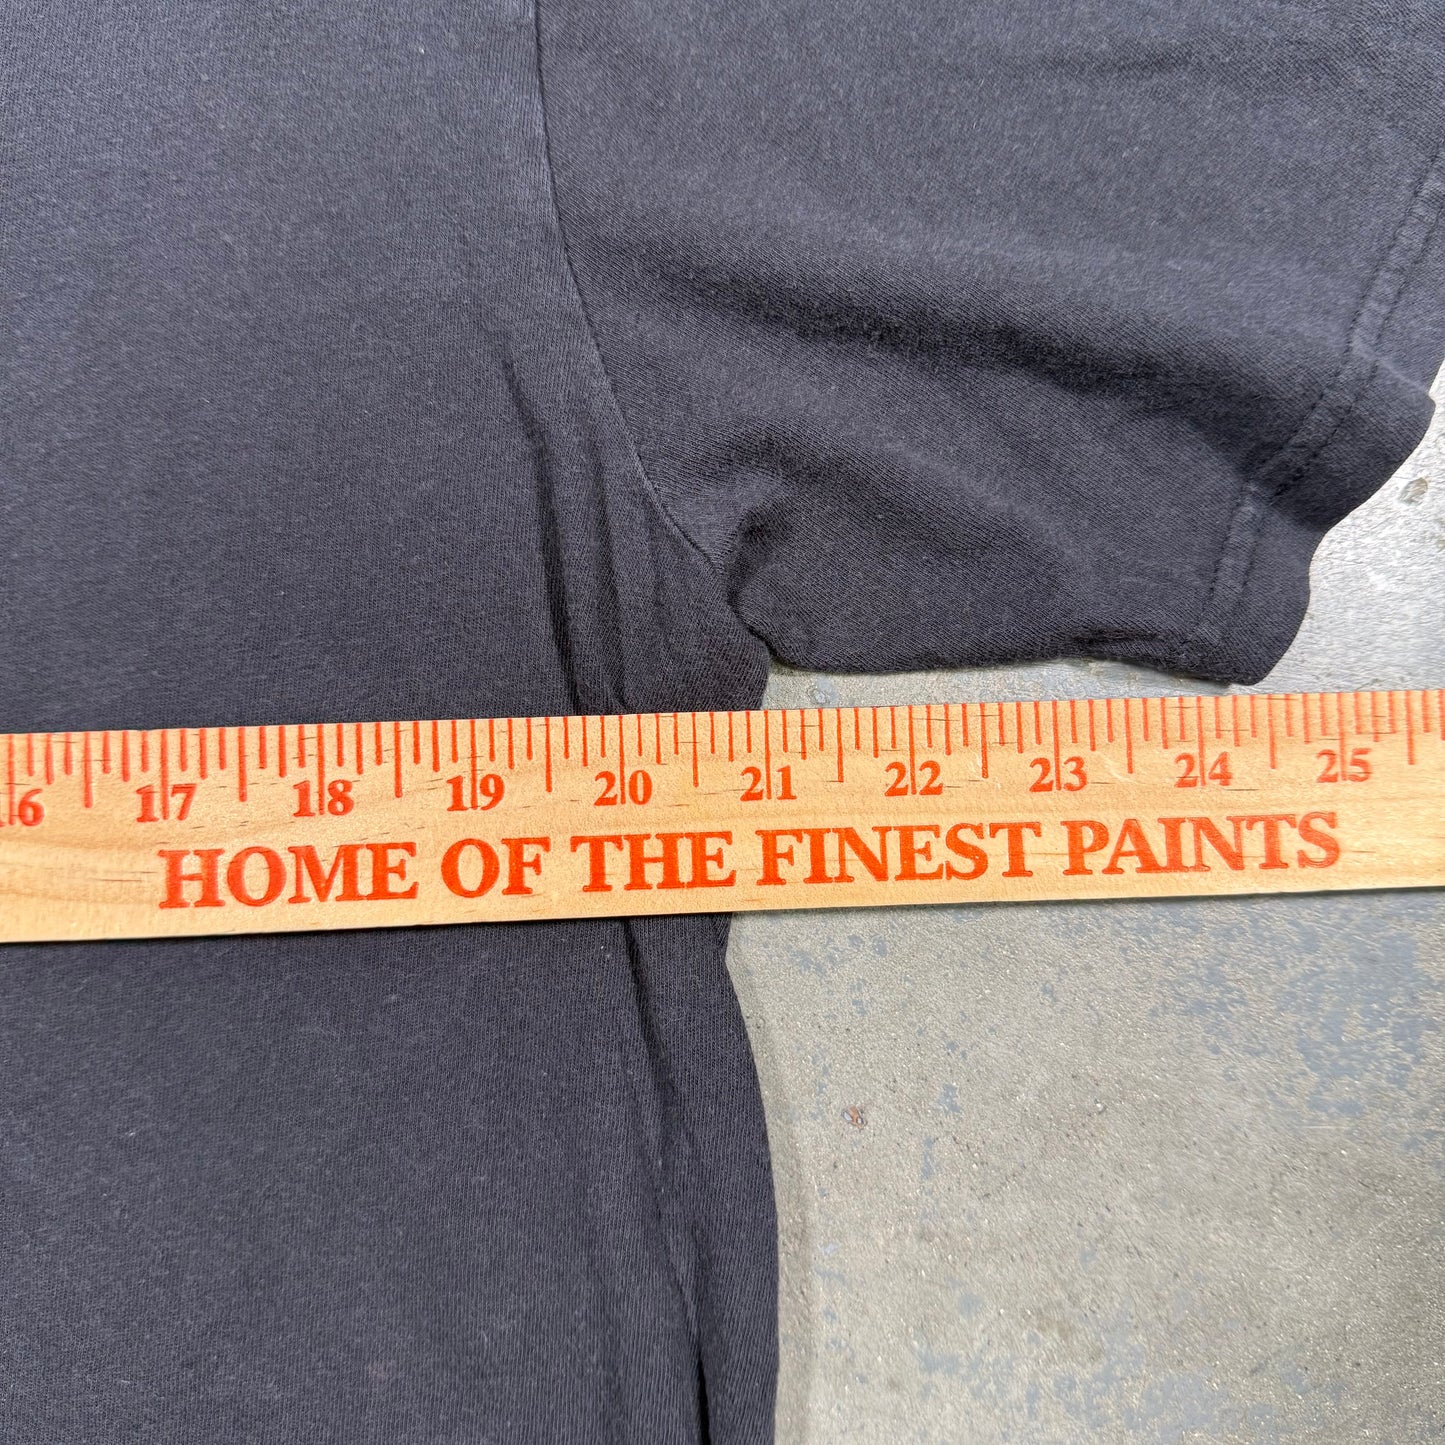 16 17 18 19 20 21 22 23 24 25
HOME OF THE FINEST PAINTS